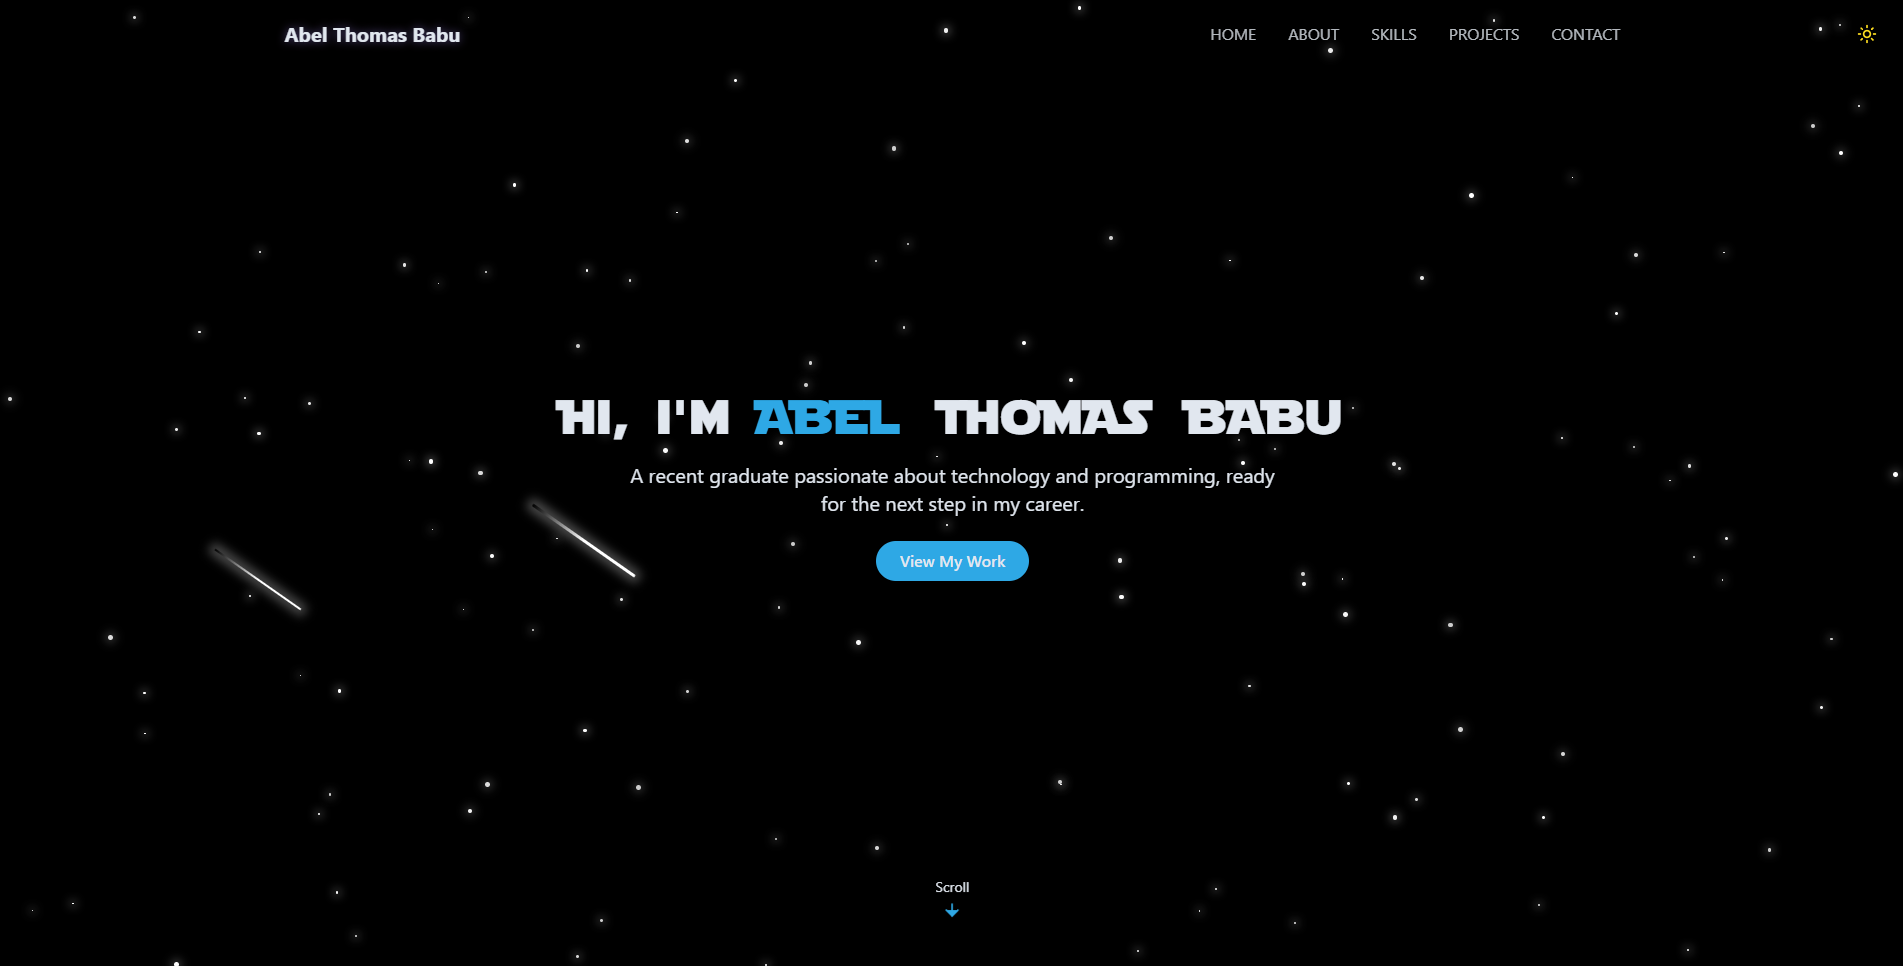 Abel Thomas Babu
HOME ABOUT SKILLS PROJECTS CONTACT
HI, I'M ABEL THOMAS BABU
A recent graduate passionate about technology and programming, ready
for the next step in my career.
View My Work
Scroll